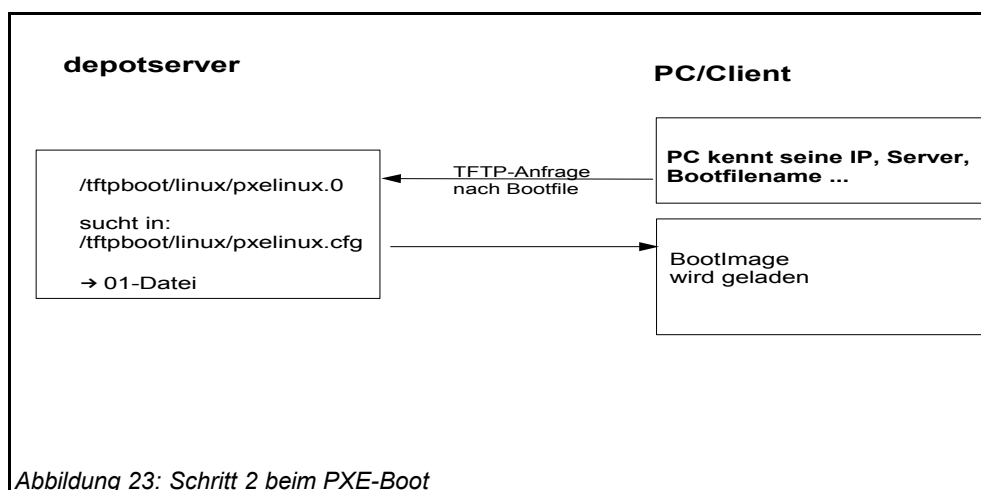 depotserver
PC/Client
/tftpboot/linux/pxelinux.0
sucht in:
/tftpboot/linux/pxelinux.cfg
→ 01-Datei
TFTP-Anfrage
nach Bootfile
PC kennt seine IP, Server,
Bootfilename ...
BootImage
wird geladen
Abbildung 23: Schritt 2 beim PXE-Boot